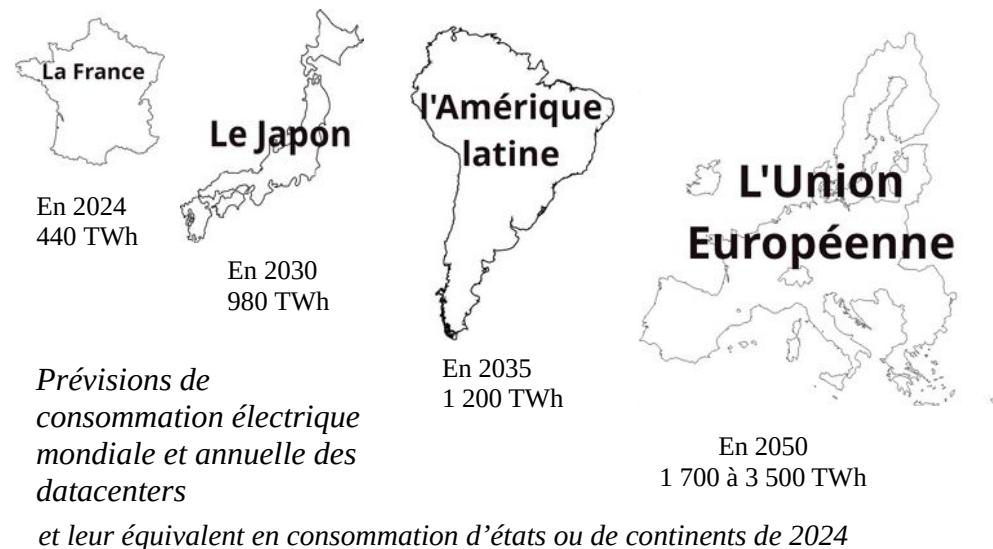 La France
En 2024
440 TWh
Le Japon
En 2030
980 TWh
l'Amérique
latine
En 2035
1 200 TWh
L'Union
Européenne
En 2050
1 700 à 3 500 TWh
Prévisions de
consommation électrique
mondiale et annuelle des
datacenters
et leur équivalent en consommation d’états ou de continents de 2024